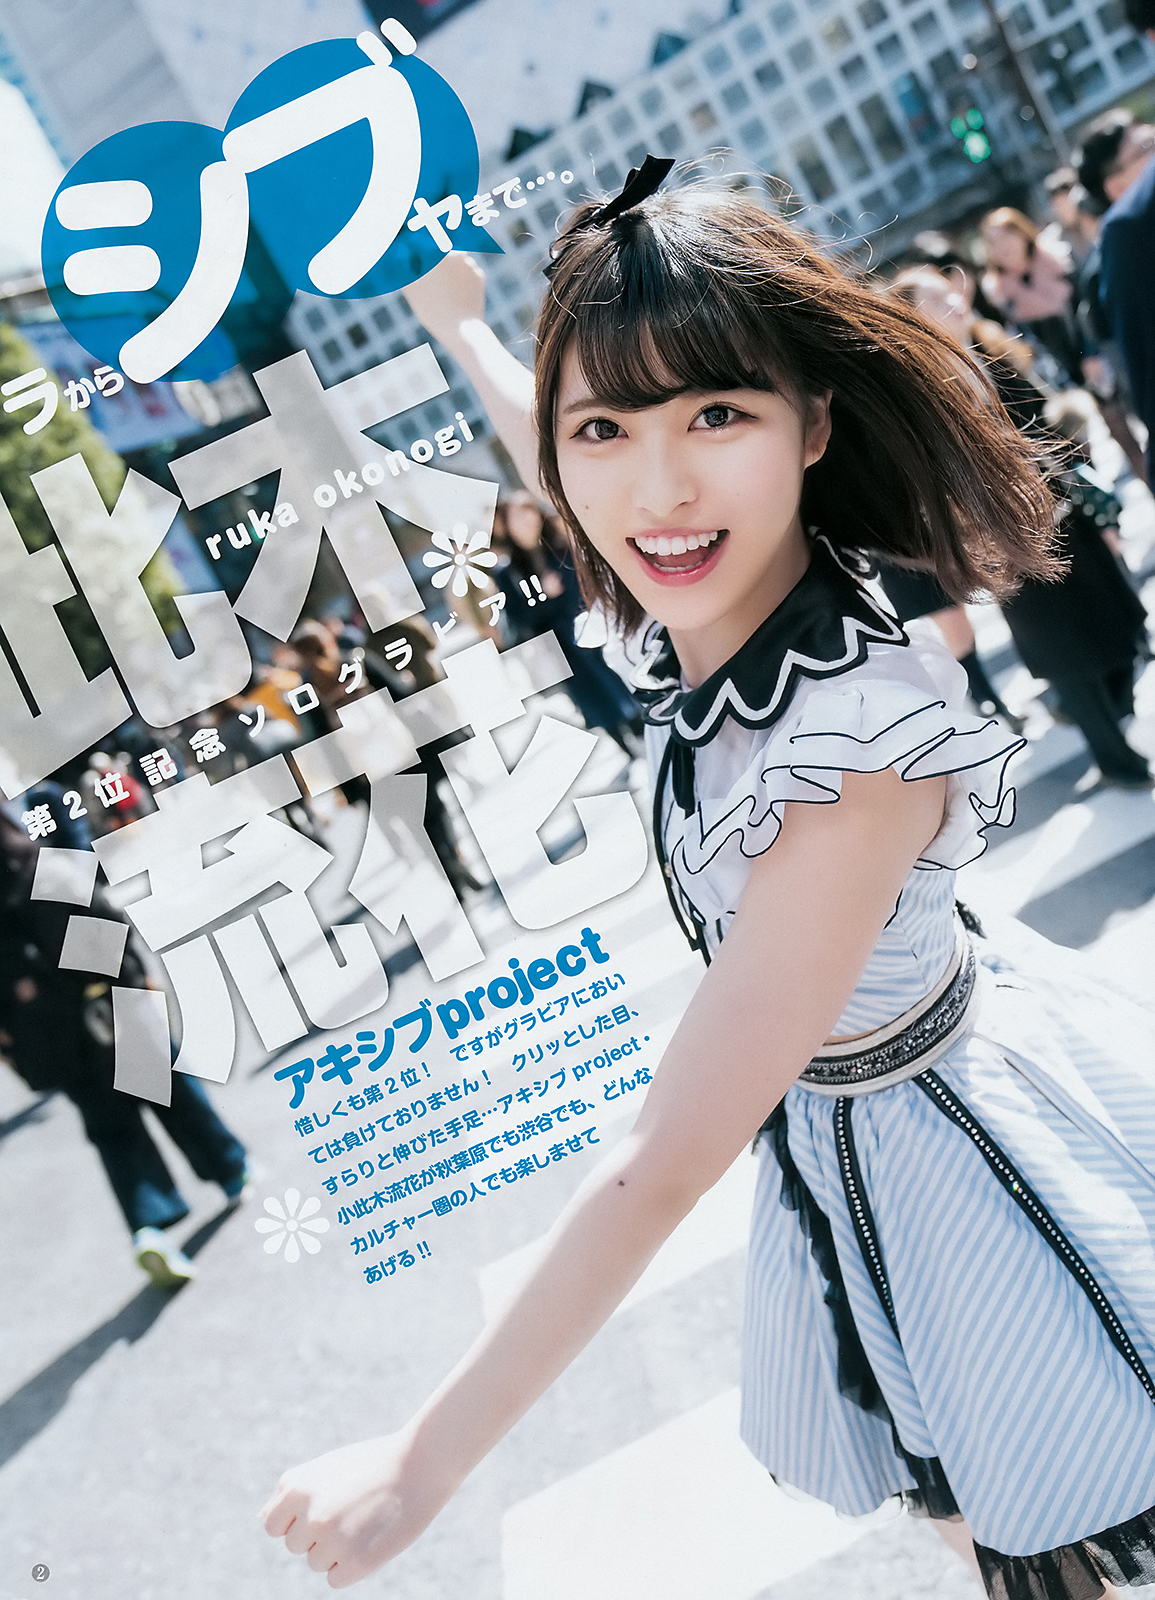 シブヤまで…。
ラから
此木
ruka okonogi
第2位記念ソログラビア!!
流花
アキシブproject
惜しくも第2位！　ですがグラビアにおい
ては負けておりません！　クリッとした目、
すらりと伸びた手足…アキシブproject・
小此木流花が秋葉原でも渋谷でも、どんな
カルチャー圏の人でも楽しませて
あげる!!
2